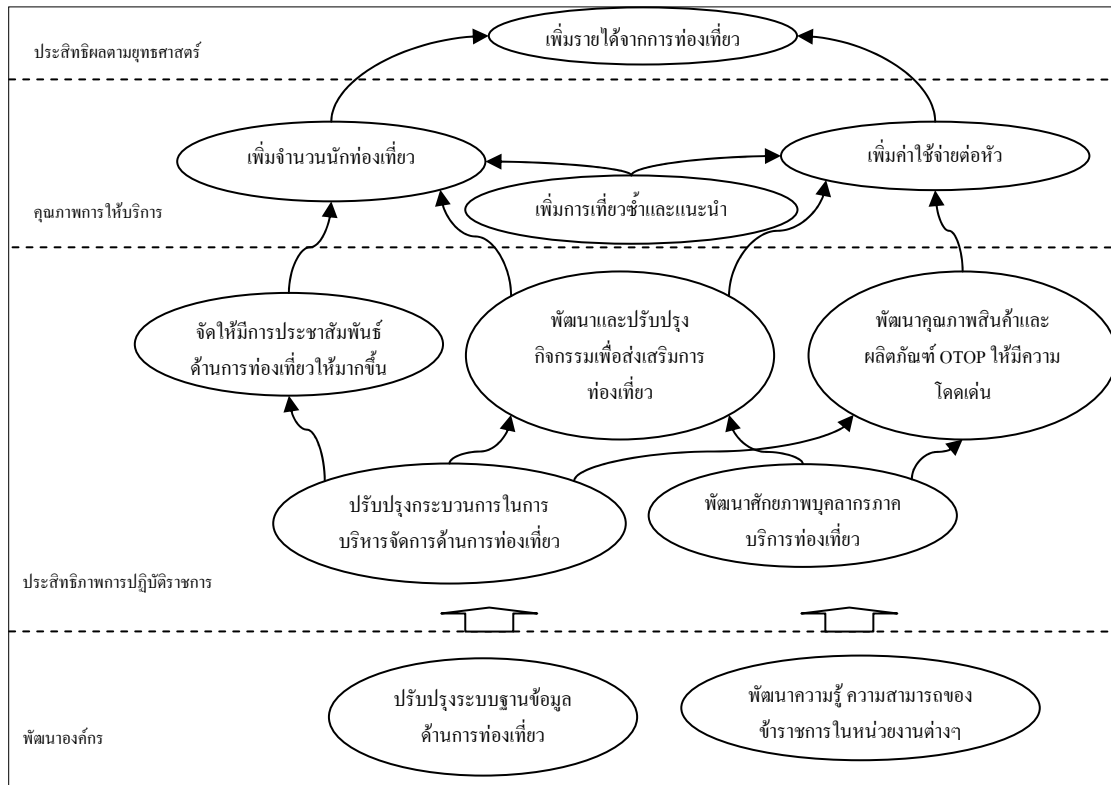 เพิ่มรายได้จากการท่องเที่ยว
ประสิทธิผลตามยุทธศาสตร์
เพิ่มจำนวนนักท่องเที่ยว
เพิ่มค่าใช้จ่ายต่อหัว
เพิ่มการเที่ยวซ้ำและแนะนำ
คุณภาพการให้บริการ
จัดให้มีการประชาสัมพันธ์
ด้านการท่องเที่ยวให้มากขึ้น
พัฒนาและปรับปรุง
กิจกรรมเพื่อส่งเสริมการ
ท่องเที่ยว
พัฒนาคุณภาพสินค้าและ
ผลิตภัณฑ์ OTOP ให้มีความ
โดดเด่น
ปรับปรุงกระบวนการในการ
บริหารจัดการด้านการท่องเที่ยว
พัฒนาศักยภาพบุคลากรภาค
บริการท่องเที่ยว
ประสิทธิภาพการปฏิบัติราชการ
ปรับปรุงระบบฐานข้อมูล
ด้านการท่องเที่ยว
พัฒนาความรู้ ความสามารถของ
ข้าราชการในหน่วยงานต่างๆ
พัฒนาองค์กร